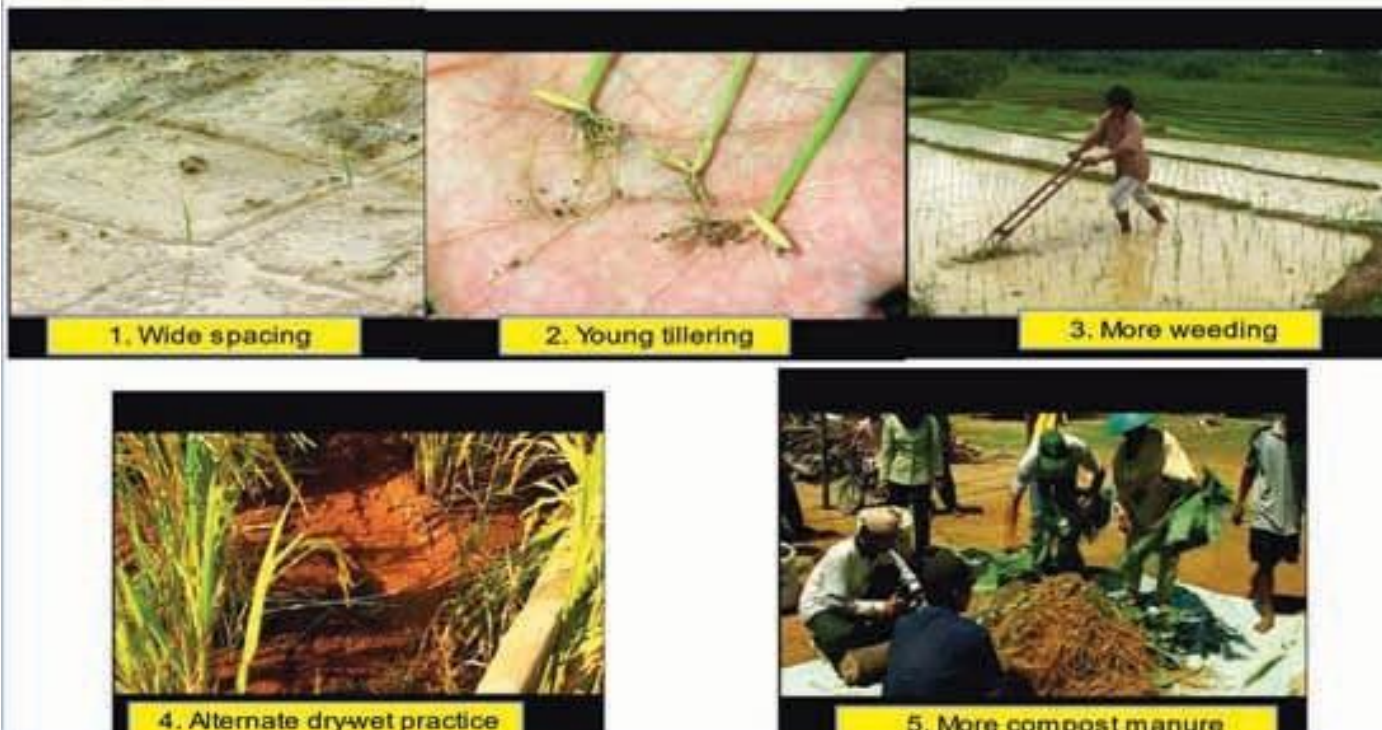 1. Wide spacing
2. Young tillering
3. More weeding
4. Alternate dry-wet practice
5. More compost manure